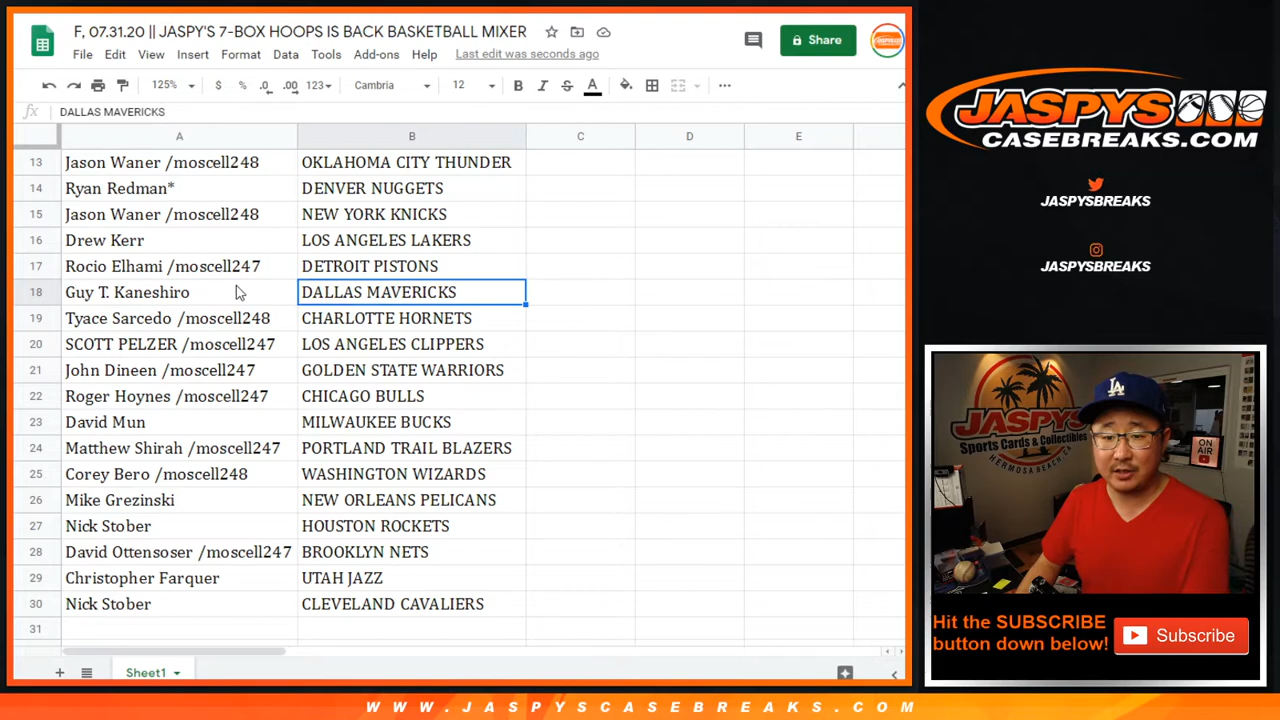 F, 07.31.20 || JASPY'S 7-BOX HOOPS IS BACK BASKETBALL MIXER
File Edit View Insert Format Data Tools Add-ons Help Last edit was seconds ago
Share
125% $ % .0 .00 123 Cambria 12 B I S A
fx DALLAS MAVERICKS
A B C D E
13 Jason Waner /moscell248 OKLAHOMA CITY THUNDER
14 Ryan Redman* DENVER NUGGETS
15 Jason Waner /moscell248 NEW YORK KNICKS
16 Drew Kerr LOS ANGELES LAKERS
17 Rocio Elhami /moscell247 DETROIT PISTONS
18 Guy T. Kaneshiro DALLAS MAVERICKS
19 Tyace Sarcedo /moscell248 CHARLOTTE HORNETS
20 SCOTT PELZER /moscell247 LOS ANGELES CLIPPERS
21 John Dineen /moscell247 GOLDEN STATE WARRIORS
22 Roger Hoynes /moscell247 CHICAGO BULLS
23 David Mun MILWAUKEE BUCKS
24 Matthew Shirah /moscell247 PORTLAND TRAIL BLAZERS
25 Corey Bero /moscell248 WASHINGTON WIZARDS
26 Mike Grezinski NEW ORLEANS PELICANS
27 Nick Stober HOUSTON ROCKETS
28 David Ottensoser /moscell247 BROOKLYN NETS
29 Christopher Farquer UTAH JAZZ
30 Nick Stober CLEVELAND CAVALIERS
31
Sheet1
JASPYS
CASEBREAKS.COM
JASPYSBREAKS
JASPYSBREAKS
JASPYS
Sports Cards & Collectibles
HERMOSA BEACH, CA
ON AIR
LA
Hit the SUBSCRIBE
button down below!
Subscribe
WWW.JASPYSCASEBREAKS.COM